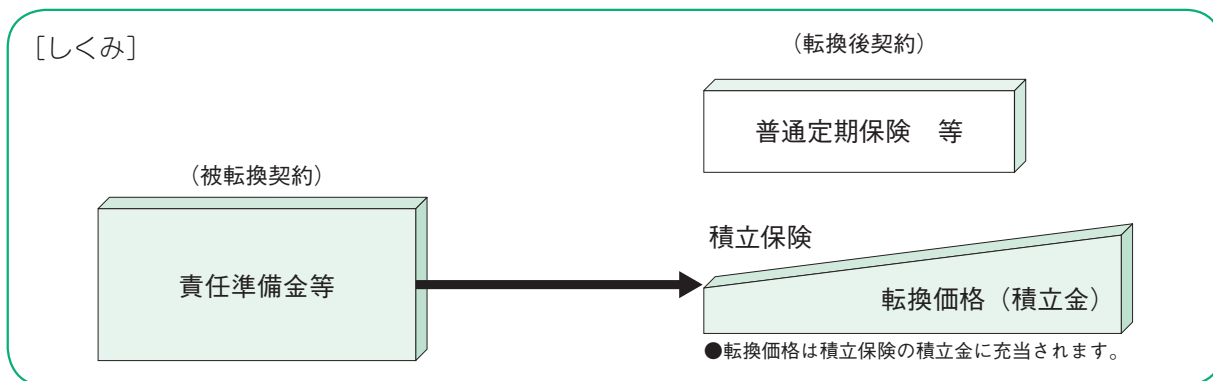 [しくみ]
(転換後契約)
普通定期保険　等
(被転換契約)
責任準備金等
積立保険
転換価格(積立金)
●転換価格は積立保険の積立金に充当されます。